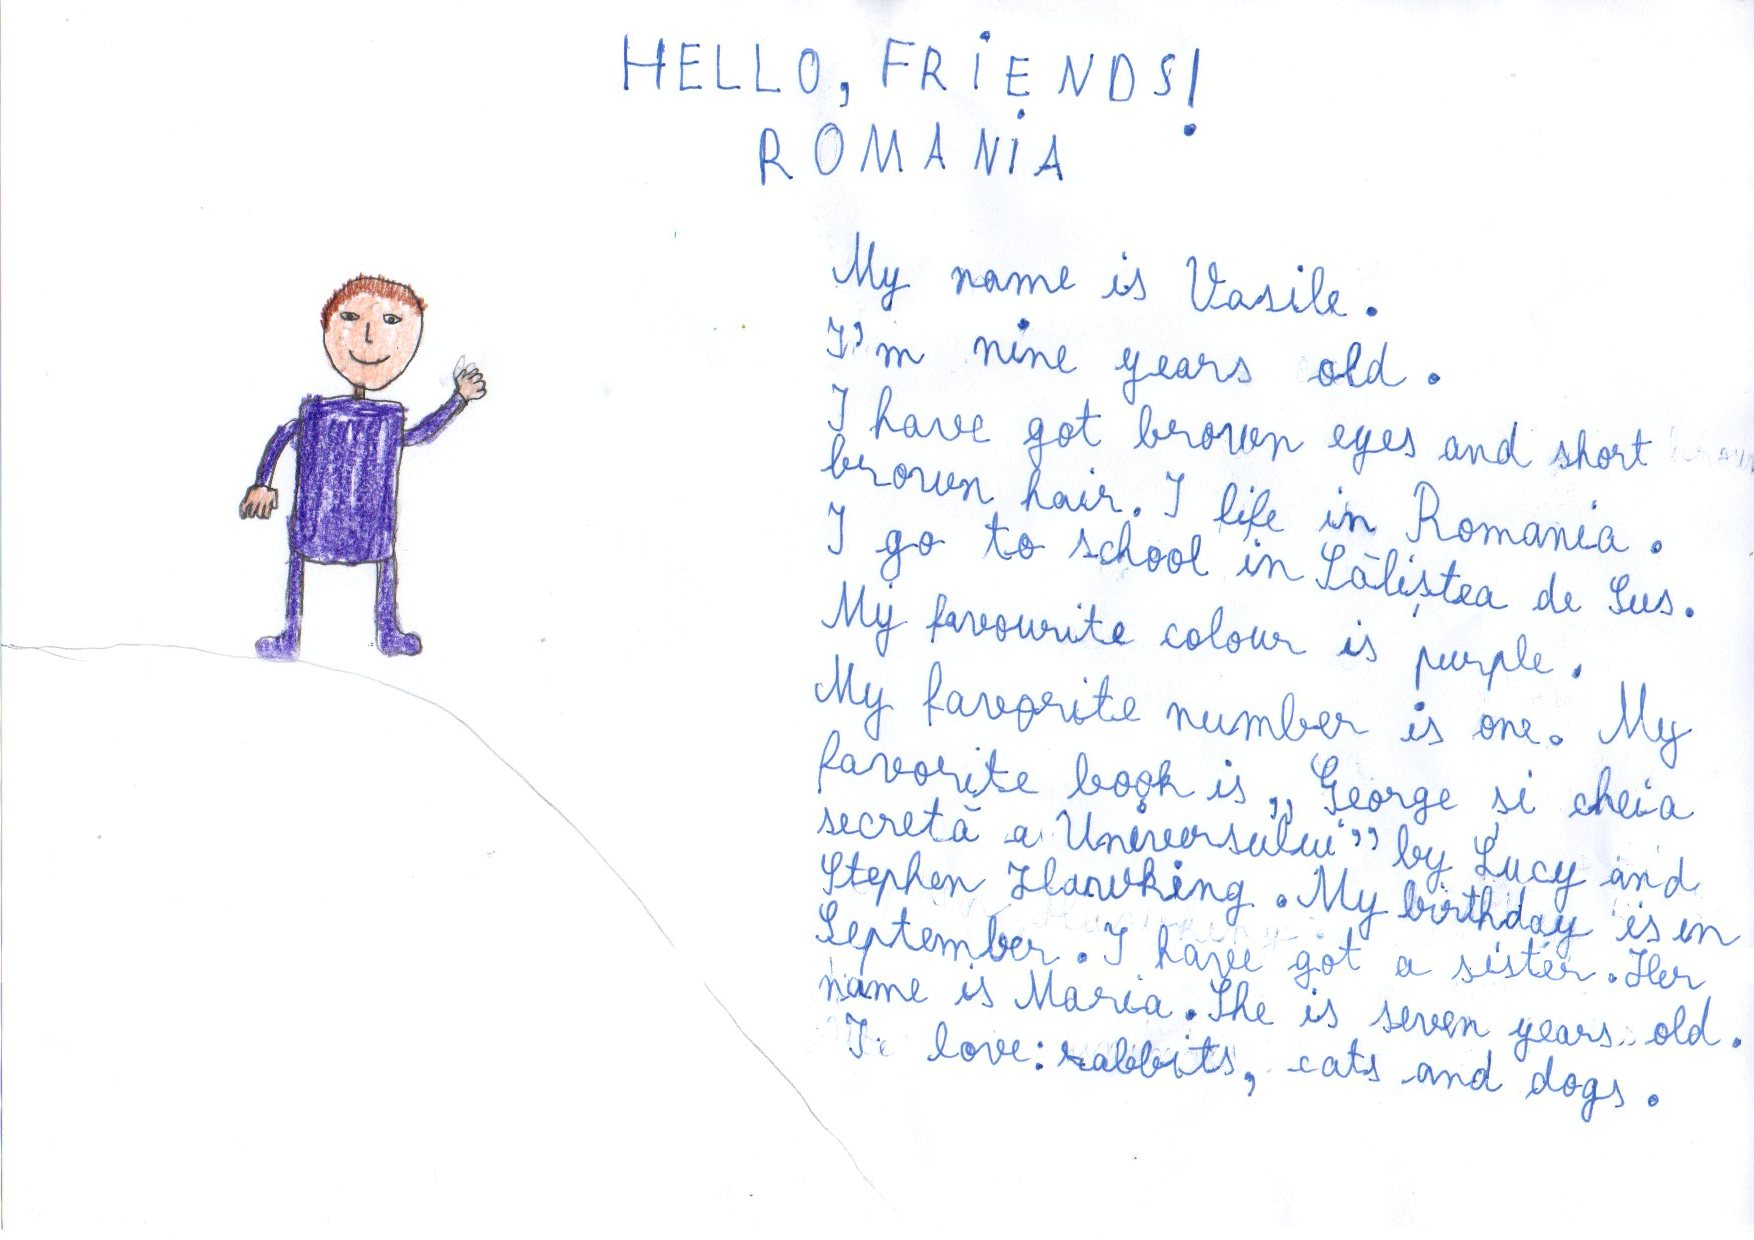 HELLO, FRIENDS!
ROMANIA
My name is Vasile.
I'm nine years old.
I have got brown eyes and short
brown hair. I life in Romania.
I go to school in Săliștea de Sus.
My favourite colour is purple.
My favorite number is one. My
favorite book is „George și cheia
secretă a Universului” by Lucy and
Stephen Hawking. My birthday is in
September. I have got a sister. Her
name is Maria. She is seven years old.
I love: rabbits, cats and dogs.